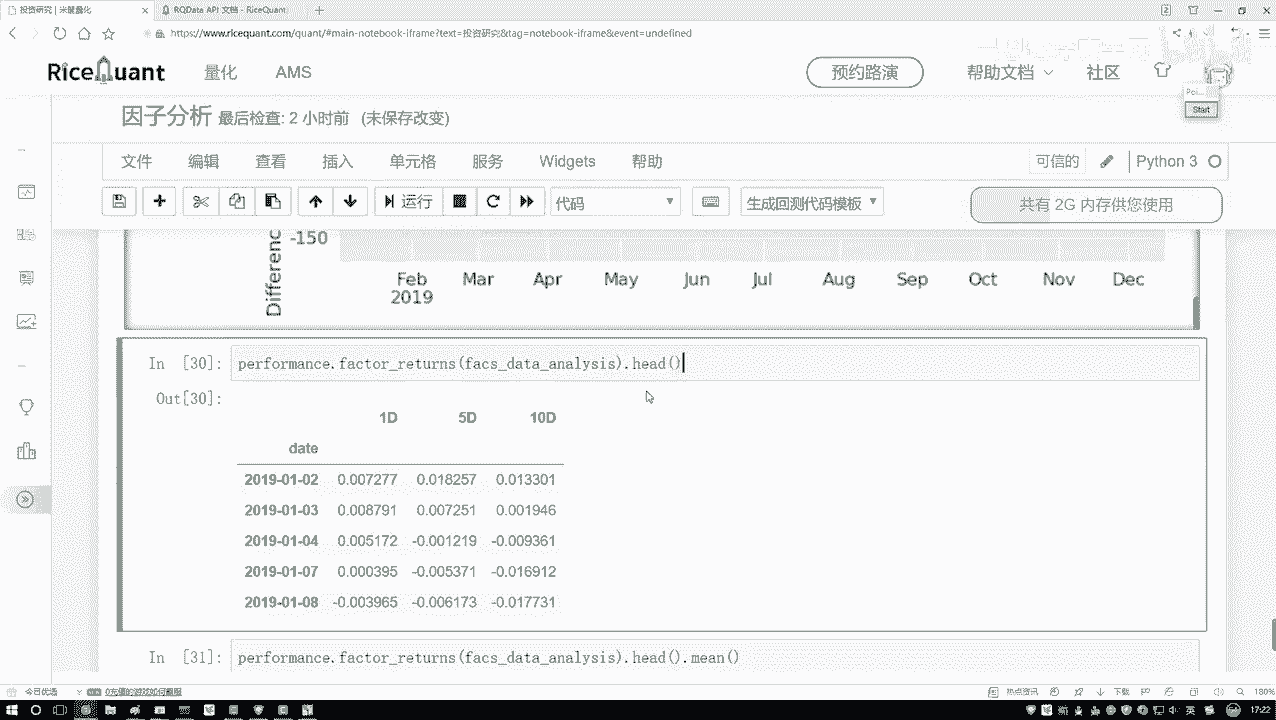 投资研究 | 米筐量化
RQData API 文档 - RiceQuant
https://www.ricequant.com/quant/#main-notebook-iframe?text=投资研究&tag=notebook-iframe&event=undefined
RiceQuant 量化 AMS 预约路演 帮助文档 社区
Start
因子分析 最后检查: 2 小时前 (未保存改变)
文件 编辑 查看 插入 单元格 服务 Widgets 帮助 可信的 Python 3
运行 代码 生成回测代码模板 共有 2G 内存供您使用
Differenc
-150
Feb Mar Apr May Jun Jul Aug Sep Oct Nov Dec
2019
In [30]: performance.factor_returns(facs_data_analysis).head()
Out[30]:
1D 5D 10D
date
2019-01-02 0.007277 0.018257 0.013301
2019-01-03 0.008791 0.007251 0.001946
2019-01-04 0.005172 -0.001219 -0.009361
2019-01-07 0.000395 -0.005371 -0.016912
2019-01-08 -0.003965 -0.006173 -0.017731
In [31]: performance.factor_returns(facs_data_analysis).head().mean()
今日优选
热点资讯 下载 180%
17:22